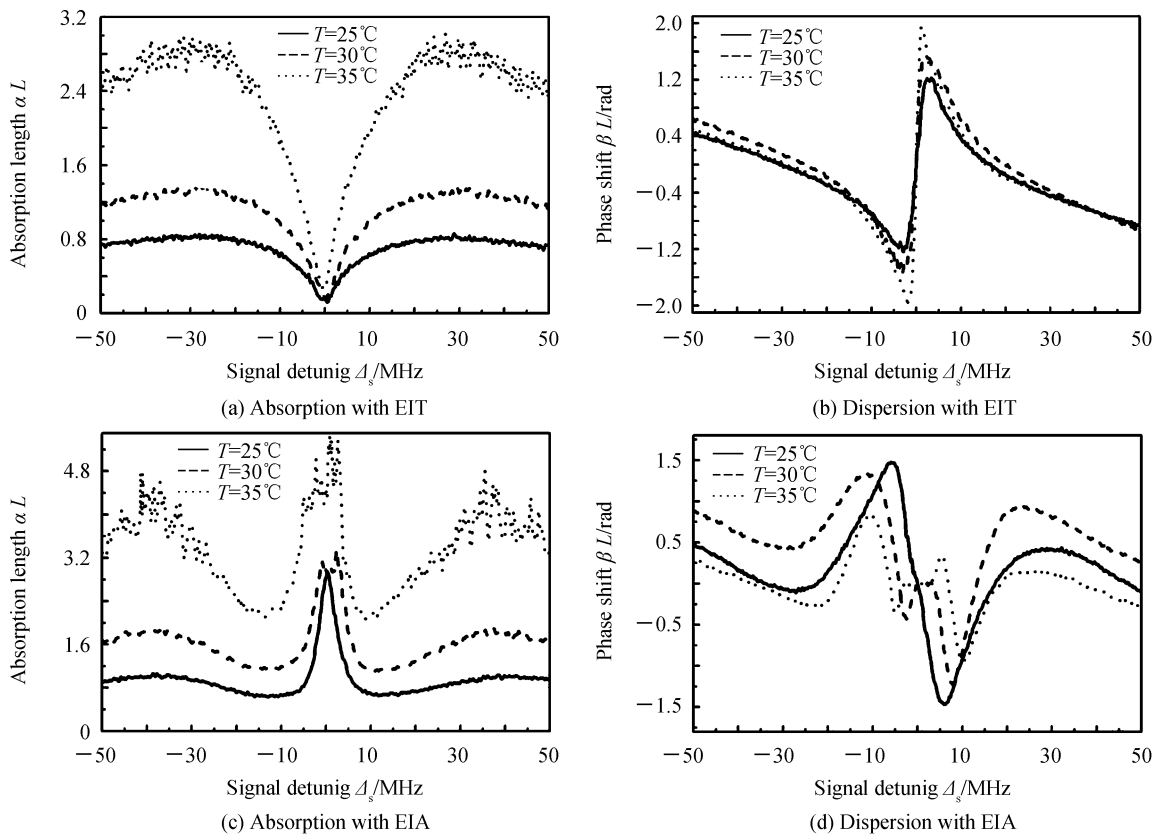 3.2
2.4
1.6
0.8
0
Absorption length α L
T=25℃
T=30℃
T=35℃
−50 −30 −10 10 30 50
Signal detunig Δs/MHz
(a) Absorption with EIT
2.0
1.2
0.4
−0.4
−1.2
−2.0
Phase shift β L/rad
T=25℃
T=30℃
T=35℃
−50 −30 −10 10 30 50
Signal detunig Δs/MHz
(b) Dispersion with EIT
4.8
3.2
1.6
0
Absorption length α L
T=25℃
T=30℃
T=35℃
−50 −30 −10 10 30 50
Signal detunig Δs/MHz
(c) Absorption with EIA
1.5
0.5
−0.5
−1.5
Phase shift β L/rad
T=25℃
T=30℃
T=35℃
−50 −30 −10 10 30 50
Signal detunig Δs/MHz
(d) Dispersion with EIA